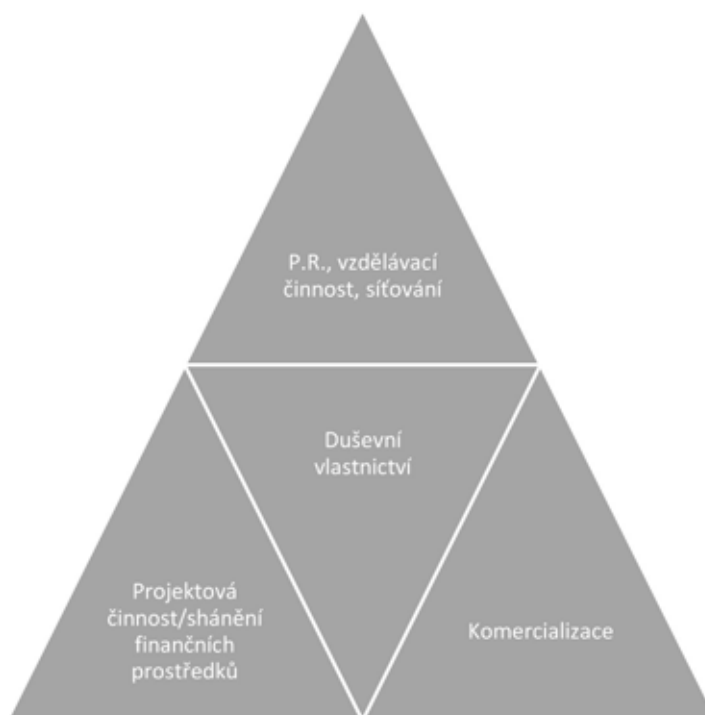 P.R., vzdělávací
činnost, síťování
Duševní
vlastnictví
Projektová
činnost/shánění
finančních
prostředků
Komercializace